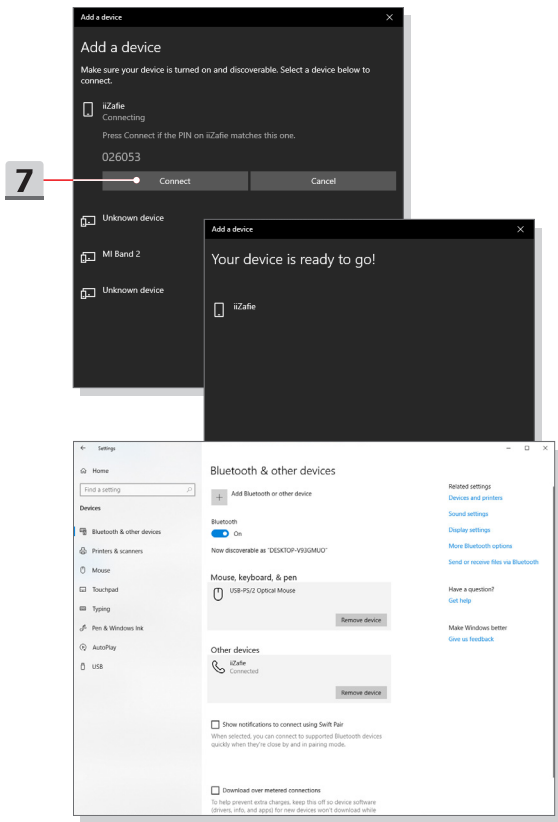 Add a device
Add a device
Make sure your device is turned on and discoverable. Select a device below to
connect.
iiZafie
Connecting
Press Connect if the PIN on iiZafie matches this one.
026053
7
Connect
Cancel
Unknown device
MI Band 2
Unknown device
Add a device
Your device is ready to go!
iiZafie
Settings
Home
Find a setting
Devices
Bluetooth & other devices
Printers & scanners
Mouse
Touchpad
Typing
Pen & Windows Ink
AutoPlay
USB
Bluetooth & other devices
Add Bluetooth or other device
Bluetooth
On
Now discoverable as "DESKTOP-V93GMUO"
Mouse, keyboard, & pen
USB-PS/2 Optical Mouse
Remove device
Other devices
iiZafie
Connected
Remove device
Show notifications to connect using Swift Pair
When selected, you can connect to supported Bluetooth devices
quickly when they're close by and in pairing mode.
Download over metered connections
To help prevent extra charges, keep this off so device software
(drivers, info, and apps) for new devices won't download while
Related settings
Devices and printers
Sound settings
Display settings
More Bluetooth options
Send or receive files via Bluetooth
Have a question?
Get help
Make Windows better
Give us feedback